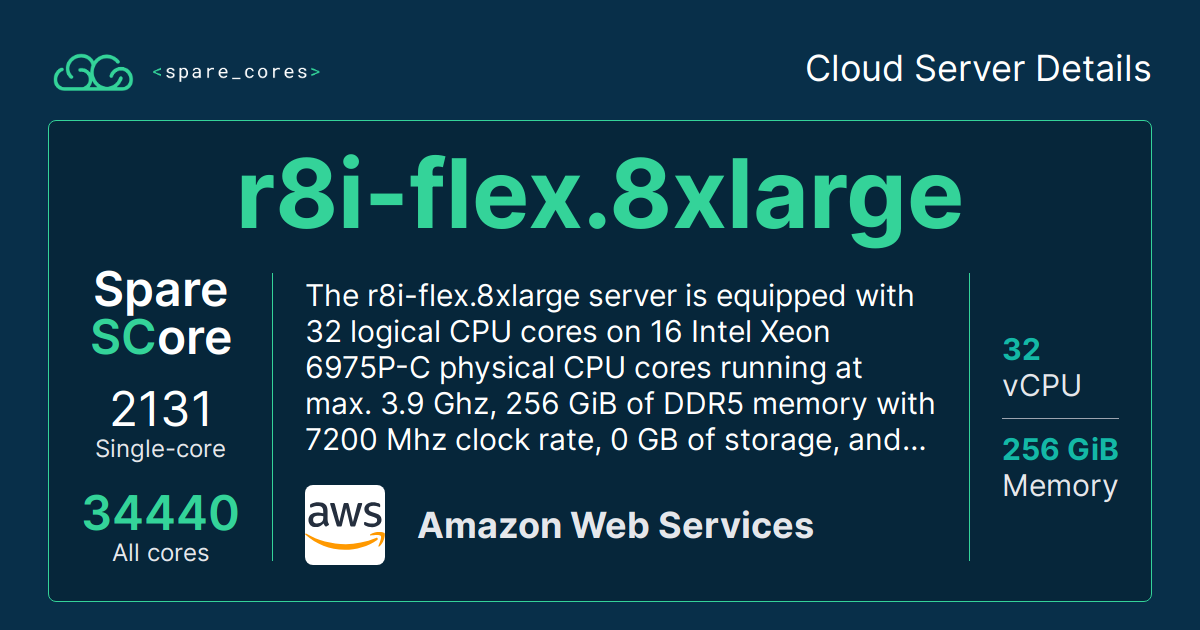 <spare_cores>
Cloud Server Details
r8i-flex.8xlarge
Spare
SCore
2131
Single-core
34440
All cores
The r8i-flex.8xlarge server is equipped with
32 logical CPU cores on 16 Intel Xeon
6975P-C physical CPU cores running at
max. 3.9 Ghz, 256 GiB of DDR5 memory with
7200 Mhz clock rate, 0 GB of storage, and...
aws
Amazon Web Services
32
vCPU
256 GiB
Memory